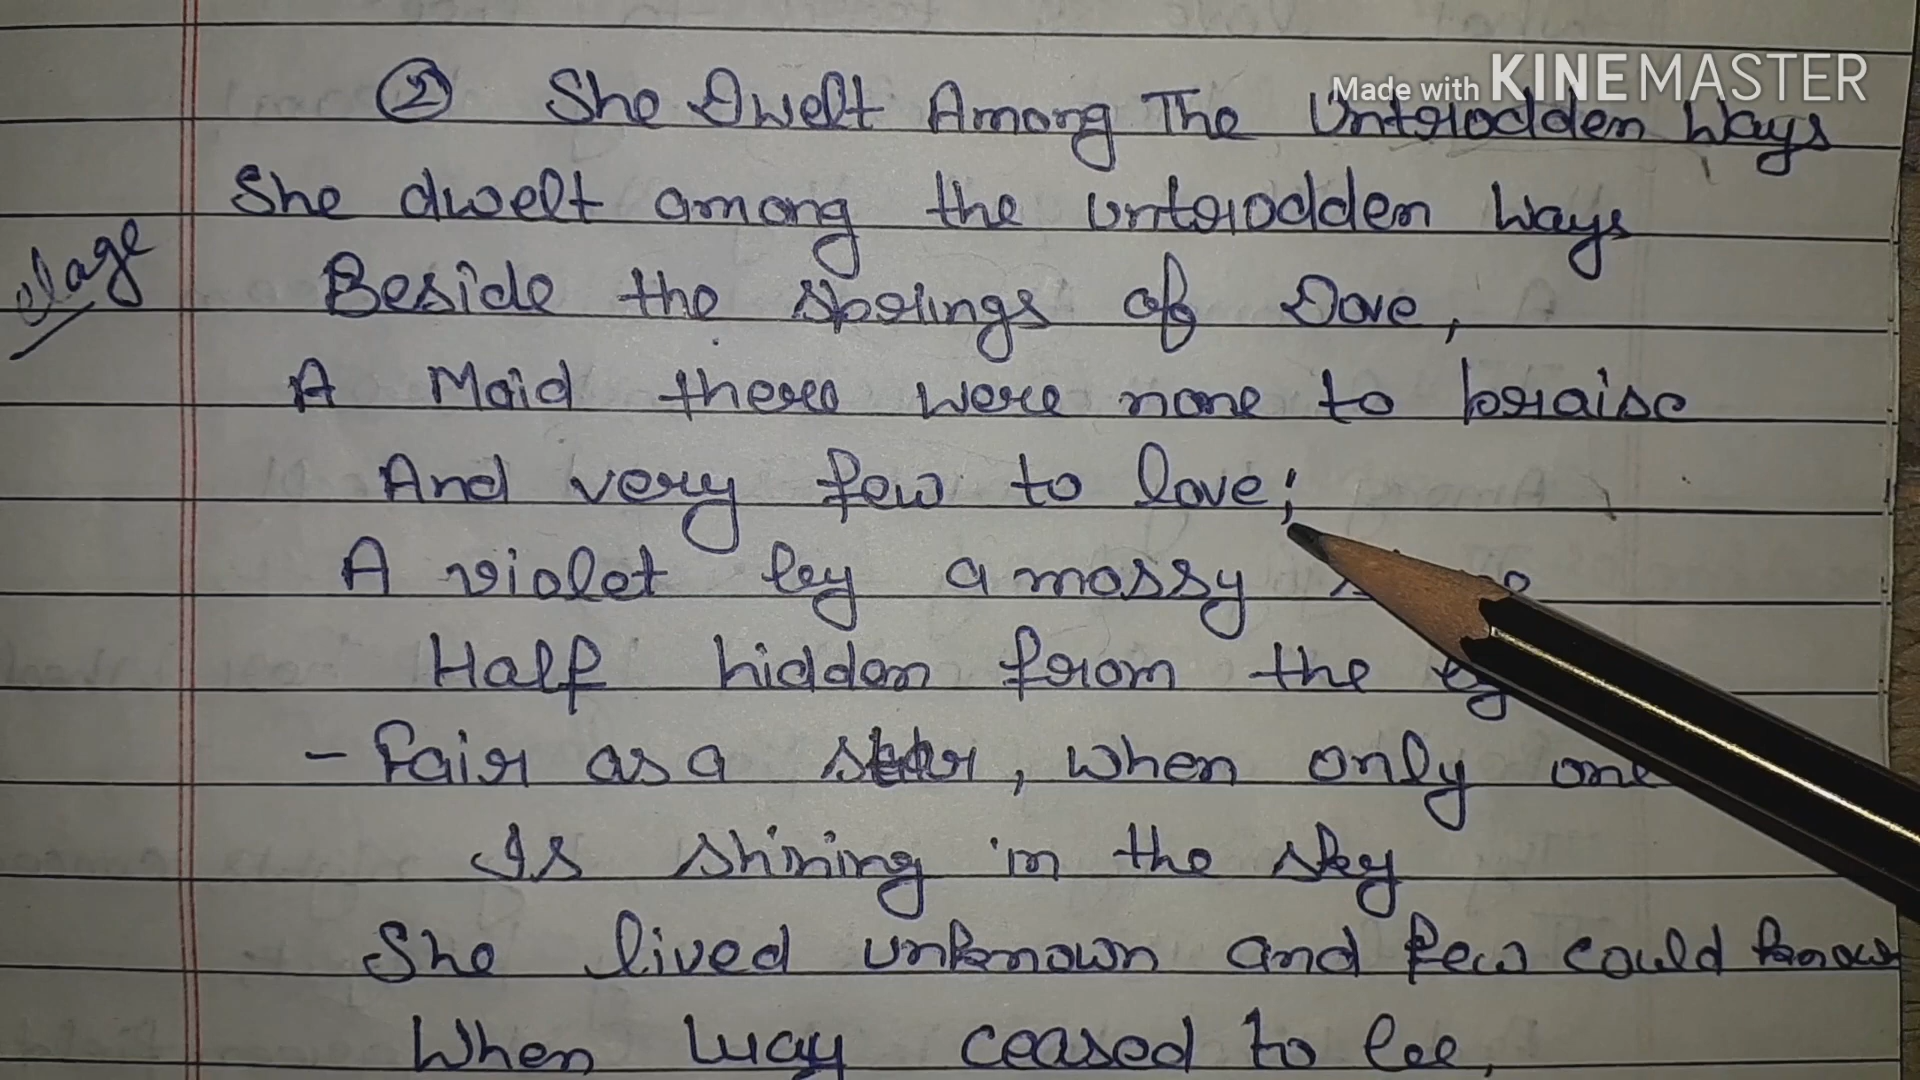 Made with KINEMASTER
② She Dwelt Among The Untrodden Ways
She dwelt among the untrodden ways
Beside the springs of Dove,
A Maid there were none to praise
And very few to love;
A violet by a mossy
Half hidden from the
- Fair as a star, when only one
Is shining in the sky
She lived unknown and few could know
When Lucy ceased to be,